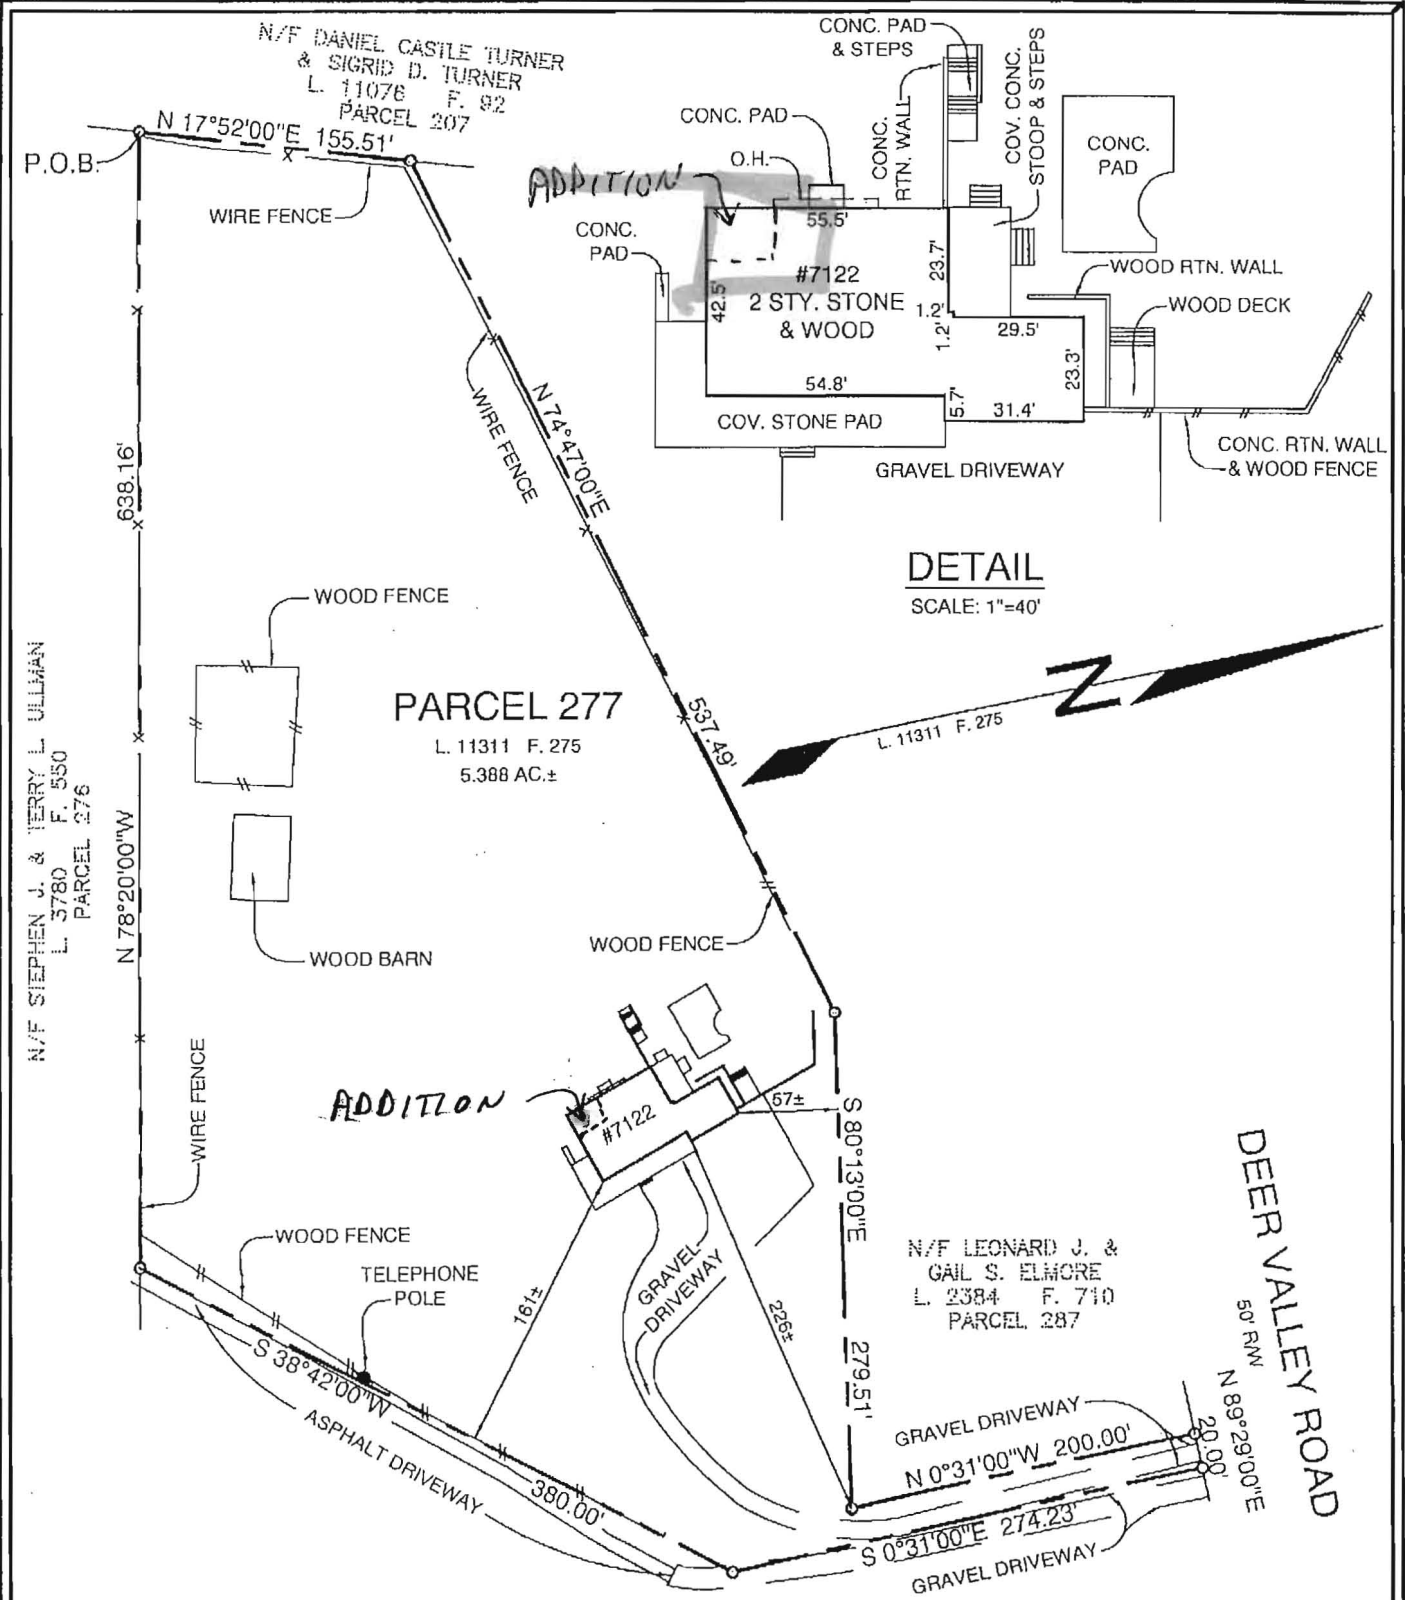 N/F DANIEL CASTLE TURNER
& SIGRID D. TURNER
L. 11076 F. 92
PARCEL 207
N 17°52'00"E 155.51'
P.O.B.
WIRE FENCE
CONC. PAD
& STEPS
CONC. PAD
O.H.
CONC.
RTN. WALL
COV. CONC.
STOOP & STEPS
CONC.
PAD
ADDITION
CONC.
PAD
55.5'
#7122
2 STY. STONE
& WOOD
42.5'
23.7'
1.2'
1.2'
29.5'
23.3'
54.8'
5.7'
31.4'
COV. STONE PAD
WOOD RTN. WALL
WOOD DECK
CONC. RTN. WALL
& WOOD FENCE
GRAVEL DRIVEWAY
DETAIL
SCALE: 1"=40'
N 74°47'00"E
537.49'
WIRE FENCE
638.16'
N 78°20'00"W
WOOD FENCE
PARCEL 277
L. 11311 F. 275
5.388 AC.±
N
L. 11311 F. 275
N/F STEPHEN J. & TERRY L. ULLMAN
L. 3780 F. 550
PARCEL 276
WOOD BARN
WOOD FENCE
WIRE FENCE
ADDITION
#7122
57±
S 80°13'00"E
279.51'
WOOD FENCE
TELEPHONE
POLE
161±
GRAVEL
DRIVEWAY
226±
N/F LEONARD J. &
GAIL S. ELMORE
L. 2384 F. 710
PARCEL 287
DEER VALLEY ROAD
50' R/W
N 89°29'00"E
20.00'
S 38°42'00"W
380.00'
ASPHALT DRIVEWAY
GRAVEL DRIVEWAY
N 0°31'00"W 200.00'
S 0°31'00"E 274.23'
GRAVEL DRIVEWAY